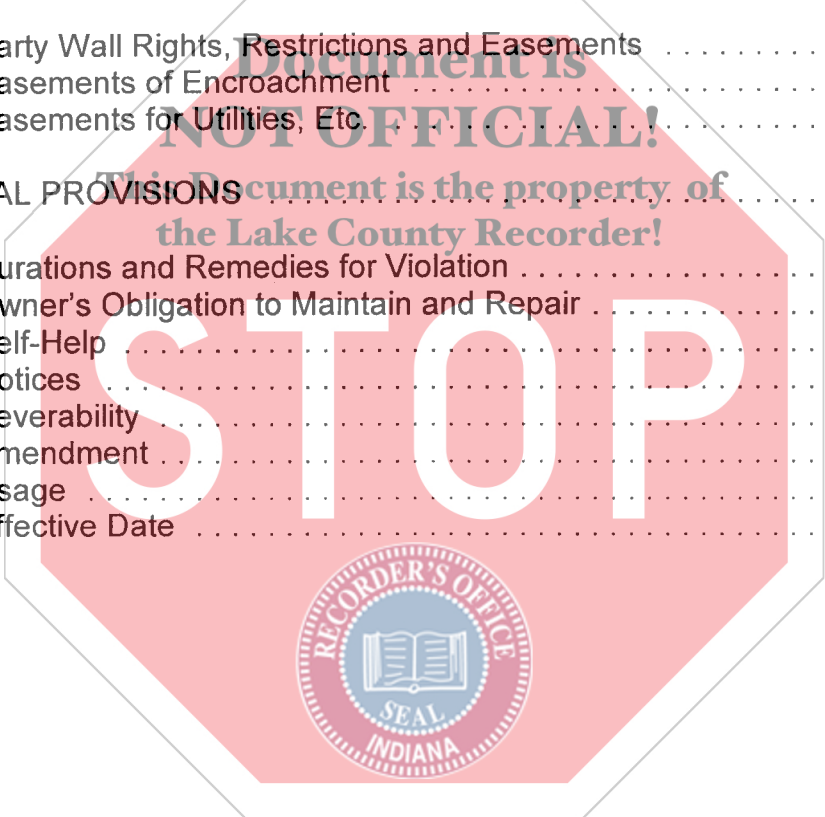 arty Wall Rights, Restrictions and Easements . . . . . . . . .
Document is
asements of Encroachment . . . . . . . . . . . . . . . . . . . . . . . . . . .
asements for Utilities, Etc. . . . . . . . . . . . . . . . . . . . . . . . . . . .
NOT OFFICIAL!
This Document is the property of
AL PROVISIONS . . . . . . . . . . . . . . . . . . . . . . . . . . . . . . . . . . . .
the Lake County Recorder!
urations and Remedies for Violation . . . . . . . . . . . . . . . . . . .
wner's Obligation to Maintain and Repair . . . . . . . . . . . . . .
elf-Help . . . . . . . . . . . . . . . . . . . . . . . . . . . . . . . . . . . . . . . . . . .
otices . . . . . . . . . . . . . . . . . . . . . . . . . . . . . . . . . . . . . . . . . . . .
everability . . . . . . . . . . . . . . . . . . . . . . . . . . . . . . . . . . . . . . . . .
mendment . . . . . . . . . . . . . . . . . . . . . . . . . . . . . . . . . . . . . . . . .
sage . . . . . . . . . . . . . . . . . . . . . . . . . . . . . . . . . . . . . . . . . . . . .
ffective Date . . . . . . . . . . . . . . . . . . . . . . . . . . . . . . . . . . . . . . .
STOP
RECORDER'S OFFICE
SEAL
INDIANA